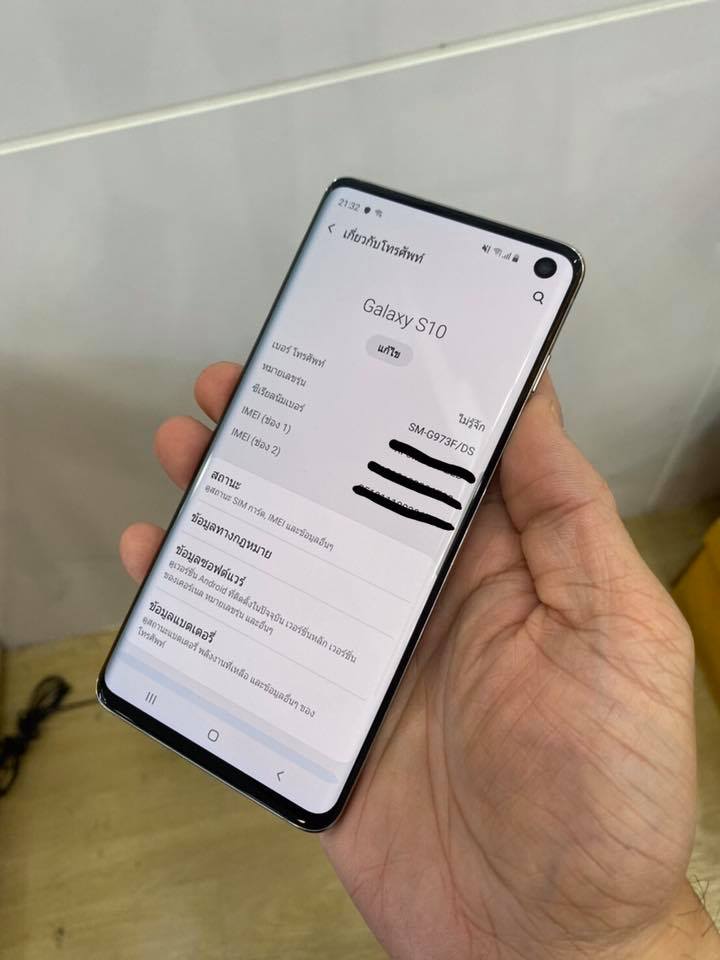 21:32
เกี่ยวกับโทรศัพท์
Galaxy S10
แก้ไข
เบอร์ โทรศัพท์ ไม่รู้จัก
หมายเลขรุ่น SM-G973F/DS
ซีเรียลนัมเบอร์
IMEI (ช่อง 1)
IMEI (ช่อง 2)
สถานะ
ดูสถานะ SIM การ์ด, IMEI และข้อมูลอื่นๆ
ข้อมูลทางกฎหมาย
ข้อมูลซอฟต์แวร์
ดูเวอร์ชั่น Android ที่ติดตั้งในปัจจุบัน เวอร์ชั่นหลัก เวอร์ชั่น
ของเคอร์เนล หมายเลขรุ่น และอื่นๆ
ข้อมูลแบตเตอรี่
ดูสถานะแบตเตอรี่ พลังงานที่เหลือ และข้อมูลอื่นๆ ของ
โทรศัพท์